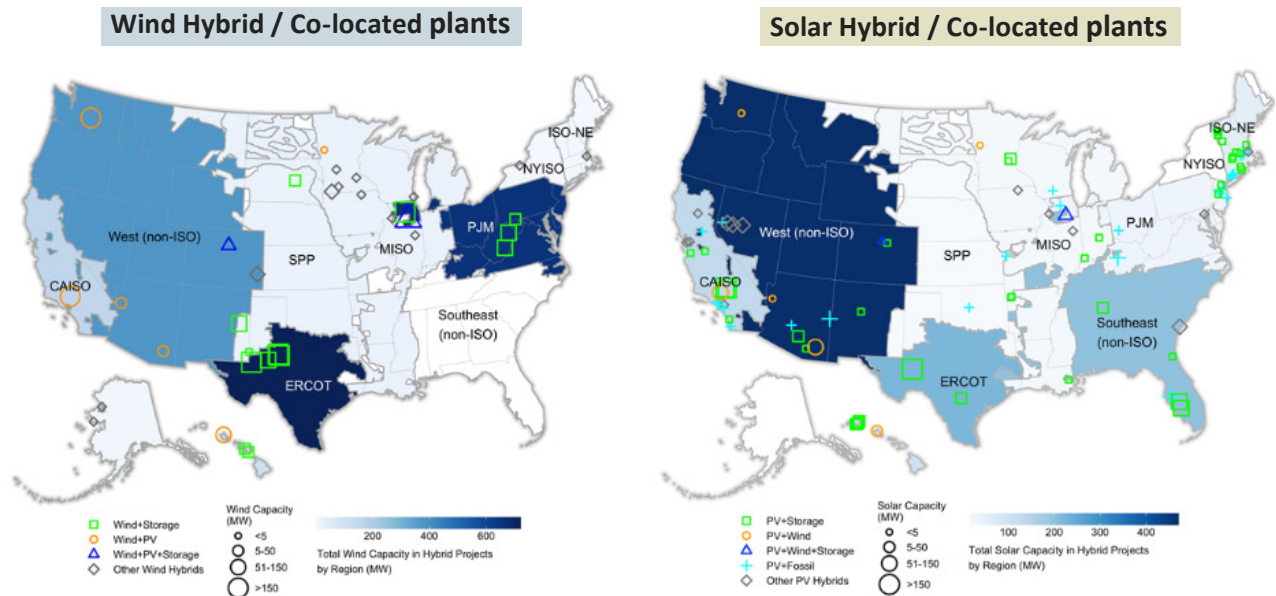 Wind Hybrid / Co-located plants
ISO-NE
NYISO
PJM
West (non-ISO)
MISO
SPP
CAISO
Southeast
(non-ISO)
ERCOT
Wind+Storage
Wind+PV
Wind+PV+Storage
Other Wind Hybrids
Wind Capacity
(MW)
<5
5-50
51-150
>150
200 400 600
Total Wind Capacity in Hybrid Projects
by Region (MW)
Solar Hybrid / Co-located plants
ISO-NE
NYISO
PJM
West (non-ISO)
MISO
SPP
CAISO
Southeast
(non-ISO)
ERCOT
PV+Storage
PV+Wind
PV+Wind+Storage
PV+Fossil
Other PV Hybrids
Solar Capacity
(MW)
<5
5-50
51-150
>150
100 200 300 400
Total Solar Capacity in Hybrid Projects
by Region (MW)